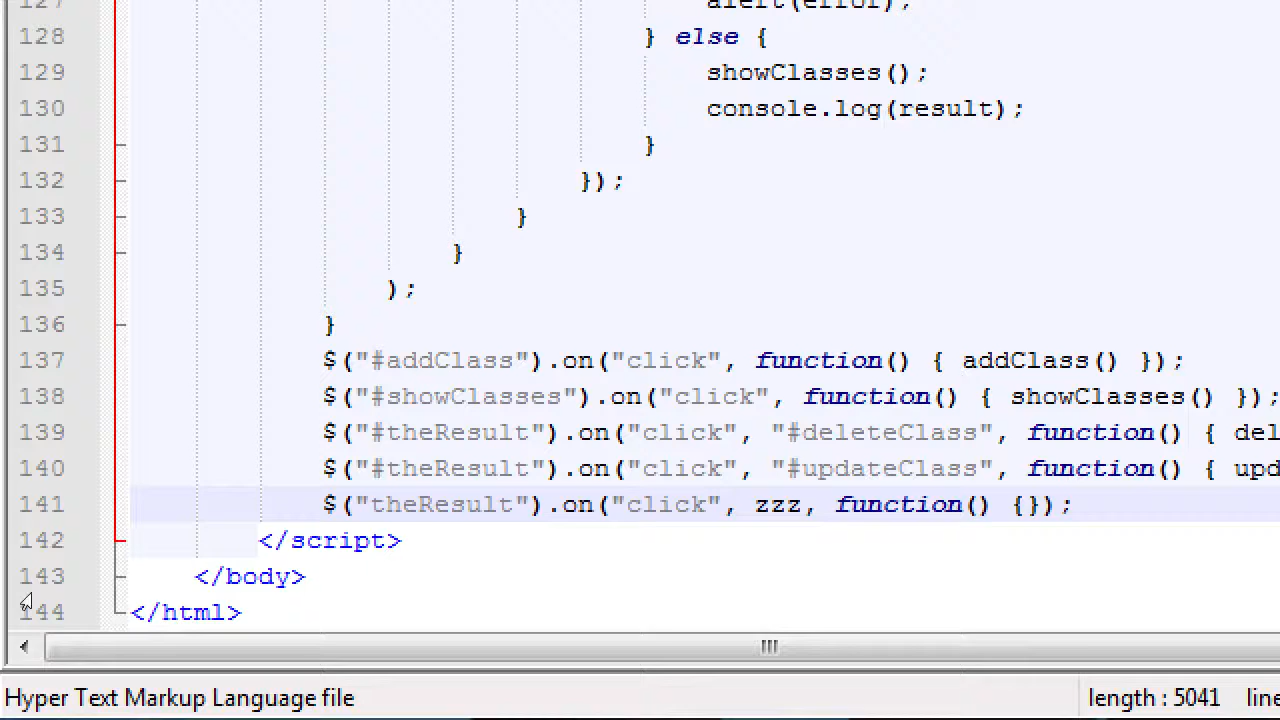 127 alert(error);
128 } else {
129 showClasses();
130 console.log(result);
131 }
132 });
133 }
134 }
135 );
136 }
137 $("#addClass").on("click", function() { addClass() });
138 $("#showClasses").on("click", function() { showClasses() });
139 $("#theResult").on("click", "#deleteClass", function() { del
140 $("#theResult").on("click", "#updateClass", function() { upd
141 $("theResult").on("click", zzz, function() {});
142 </script>
143 </body>
144 </html>
Hyper Text Markup Language file length : 5041 line